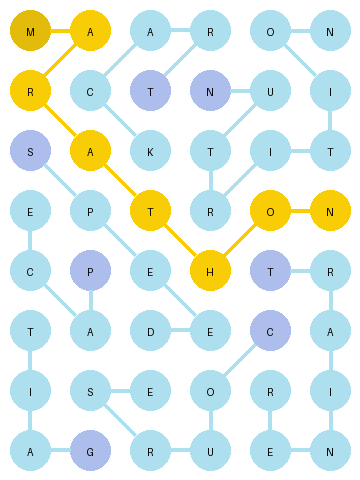 M A A R O N
R C T N U I
S A K T I T
E P T R O N
C P E H T R
T A D E C A
I S E O R I
A G R U E N